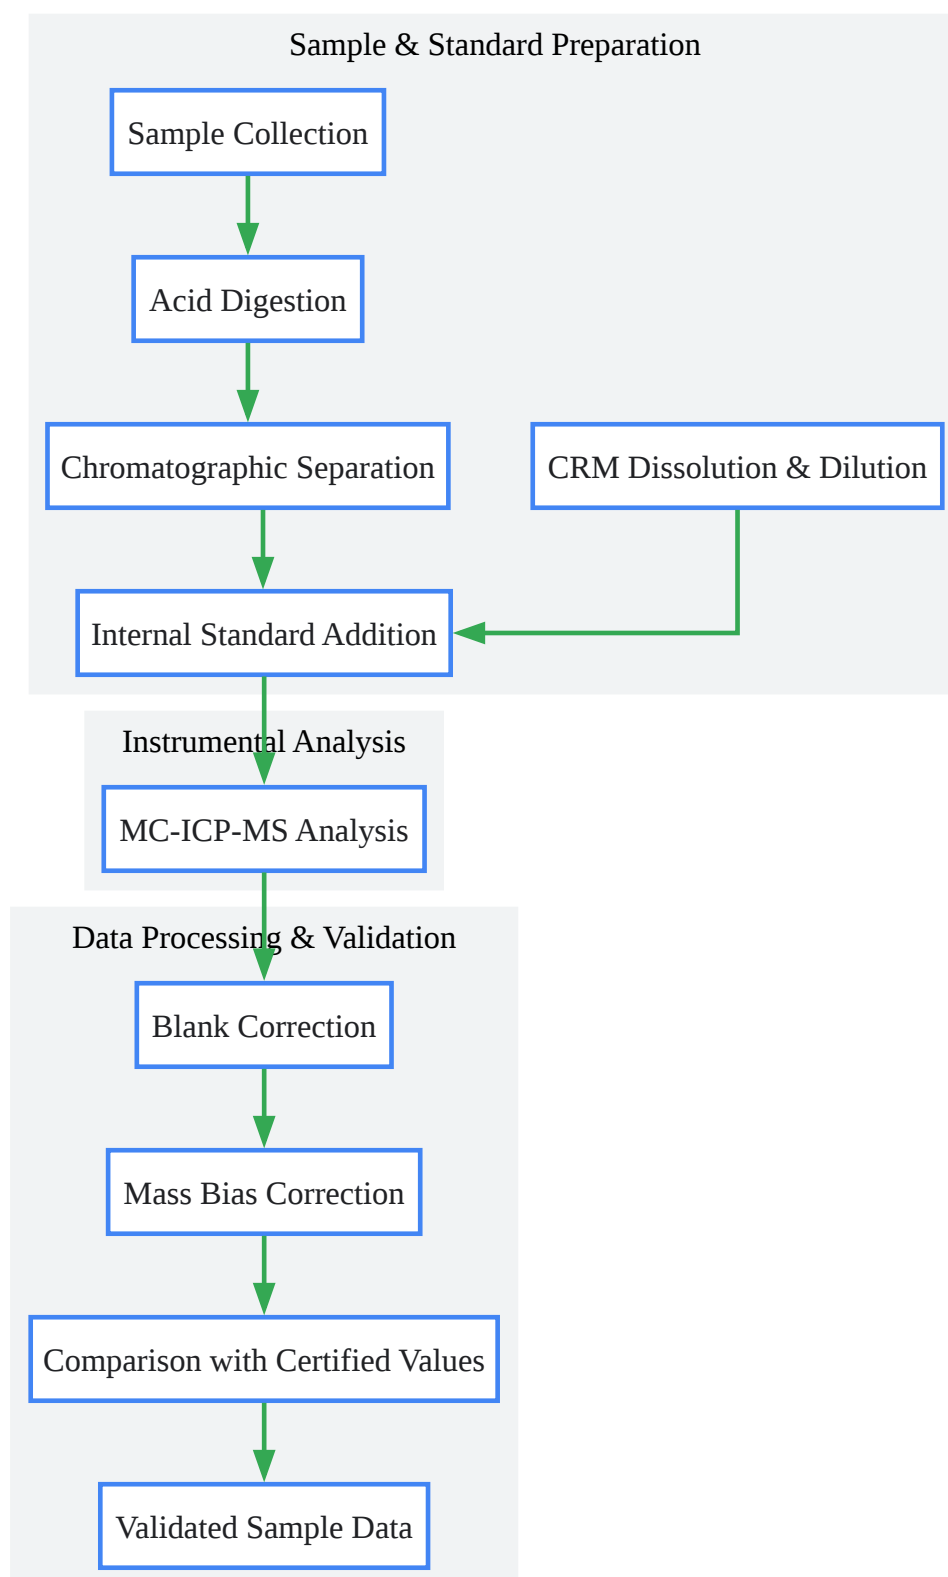 Sample & Standard Preparation
Sample Collection
Acid Digestion
Chromatographic Separation
CRM Dissolution & Dilution
Internal Standard Addition
Instrumental Analysis
MC-ICP-MS Analysis
Data Processing & Validation
Blank Correction
Mass Bias Correction
Comparison with Certified Values
Validated Sample Data